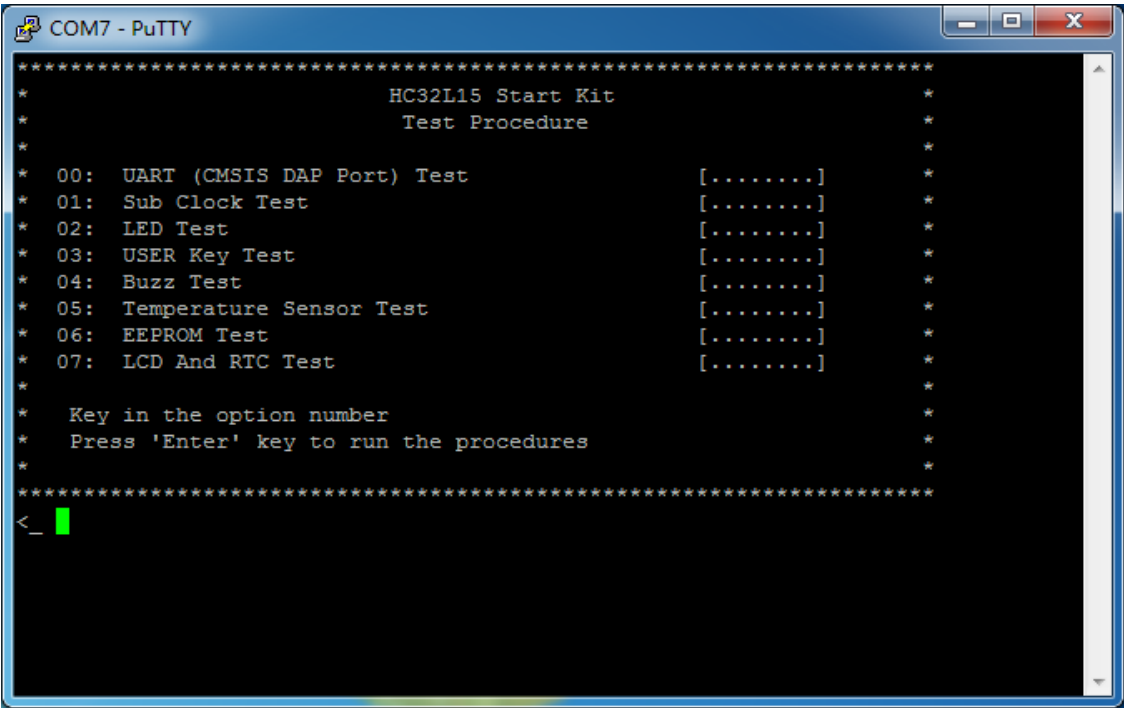 COM7 - PuTTY
*********************************************************************
* HC32L15 Start Kit *
* Test Procedure *
* *
* 00: UART (CMSIS DAP Port) Test [........] *
* 01: Sub Clock Test [........] *
* 02: LED Test [........] *
* 03: USER Key Test [........] *
* 04: Buzz Test [........] *
* 05: Temperature Sensor Test [........] *
* 06: EEPROM Test [........] *
* 07: LCD And RTC Test [........] *
* *
* Key in the option number *
* Press 'Enter' key to run the procedures *
* *
*********************************************************************
<_